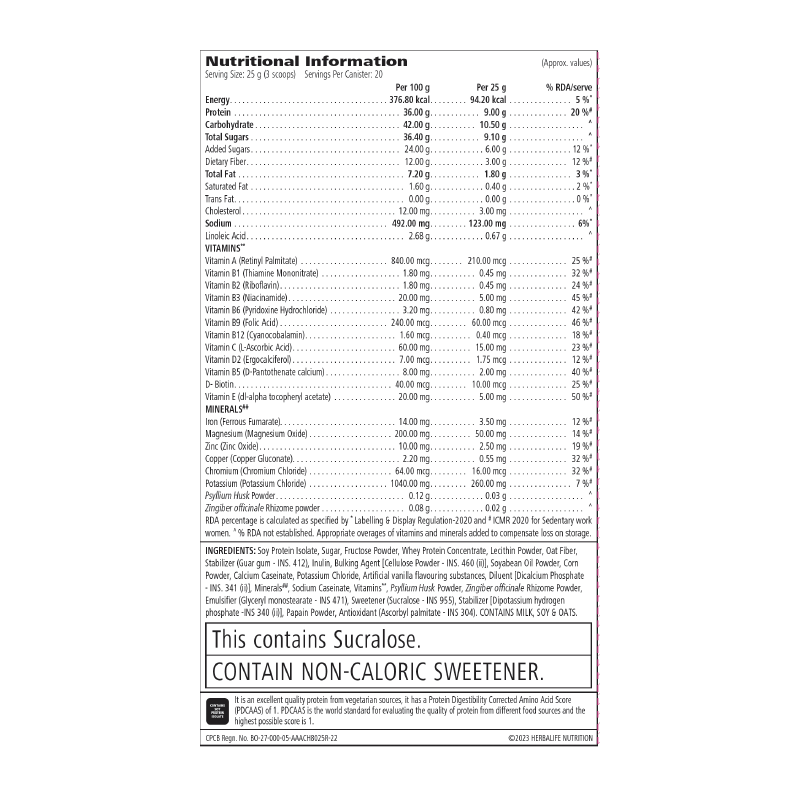 Nutritional Information (Approx. values)
Serving Size: 25 g (3 scoops) Servings Per Canister: 20
Per 100 g Per 25 g % RDA/serve
Energy 376.80 kcal 94.20 kcal 5 %*
Protein 36.00 g 9.00 g 20 %#
Carbohydrate 42.00 g 10.50 g ^
Total Sugars 36.40 g 9.10 g ^
Added Sugars 24.00 g 6.00 g 12 %*
Dietary Fiber 12.00 g 3.00 g 12 %#
Total Fat 7.20 g 1.80 g 3 %*
Saturated Fat 1.60 g 0.40 g 2 %*
Trans Fat 0.00 g 0.00 g 0 %*
Cholesterol 12.00 mg 3.00 mg ^
Sodium 492.00 mg 123.00 mg 6%*
Linoleic Acid 2.68 g 0.67 g ^
VITAMINS**
Vitamin A (Retinyl Palmitate) 840.00 mcg 210.00 mcg 25 %#
Vitamin B1 (Thiamine Mononitrate) 1.80 mg 0.45 mg 32 %#
Vitamin B2 (Riboflavin) 1.80 mg 0.45 mg 24 %#
Vitamin B3 (Niacinamide) 20.00 mg 5.00 mg 45 %#
Vitamin B6 (Pyridoxine Hydrochloride) 3.20 mg 0.80 mg 42 %#
Vitamin B9 (Folic Acid) 240.00 mcg 60.00 mcg 46 %#
Vitamin B12 (Cyanocobalamin) 1.60 mcg 0.40 mcg 18 %#
Vitamin C (L-Ascorbic Acid) 60.00 mg 15.00 mg 23 %#
Vitamin D2 (Ergocalciferol) 7.00 mcg 1.75 mcg 12 %#
Vitamin B5 (D-Pantothenate calcium) 8.00 mg 2.00 mg 40 %#
D- Biotin 40.00 mcg 10.00 mcg 25 %#
Vitamin E (dl-alpha tocopheryl acetate) 20.00 mg 5.00 mg 50 %#
MINERALS##
Iron (Ferrous Fumarate) 14.00 mg 3.50 mg 12 %#
Magnesium (Magnesium Oxide) 200.00 mg 50.00 mg 14 %#
Zinc (Zinc Oxide) 10.00 mg 2.50 mg 19 %#
Copper (Copper Gluconate) 2.20 mg 0.55 mg 32 %#
Chromium (Chromium Chloride) 64.00 mcg 16.00 mcg 32 %#
Potassium (Potassium Chloride) 1040.00 mg 260.00 mg 7 %#
Psyllium Husk Powder 0.12 g 0.03 g ^
Zingiber officinale Rhizome powder 0.08 g 0.02 g ^
RDA percentage is calculated as specified by * Labelling & Display Regulation-2020 and # ICMR 2020 for Sedentary work
women. ^ % RDA not established. Appropriate overages of vitamins and minerals added to compensate loss on storage.
INGREDIENTS: Soy Protein Isolate, Sugar, Fructose Powder, Whey Protein Concentrate, Lecithin Powder, Oat Fiber,
Stabilizer (Guar gum - INS. 412), Inulin, Bulking Agent [Cellulose Powder - INS. 460 (ii)], Soyabean Oil Powder, Corn
Powder, Calcium Caseinate, Potassium Chloride, Artificial vanilla flavouring substances, Diluent [Dicalcium Phosphate
- INS. 341 (ii)], Minerals##, Sodium Caseinate, Vitamins**, Psyllium Husk Powder, Zingiber officinale Rhizome Powder,
Emulsifier (Glyceryl monostearate - INS 471), Sweetener (Sucralose - INS 955), Stabilizer [Dipotassium hydrogen
phosphate -INS 340 (ii)], Papain Powder, Antioxidant (Ascorbyl palmitate - INS 304). CONTAINS MILK, SOY & OATS.
This contains Sucralose.
CONTAIN NON-CALORIC SWEETENER.
CONTAINS
SOY
PROTEIN
ISOLATE
It is an excellent quality protein from vegetarian sources, it has a Protein Digestibility Corrected Amino Acid Score
(PDCAAS) of 1. PDCAAS is the world standard for evaluating the quality of protein from different food sources and the
highest possible score is 1.
CPCB Regn. No. BO-27-000-05-AAACH8025R-22 ©2023 HERBALIFE NUTRITION